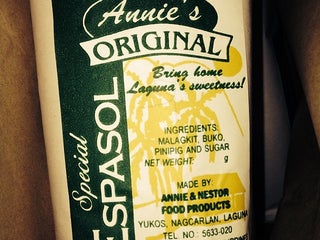 Annie's
ORIGINAL
Bring home
Laguna's sweetness!
Special
ESPASOL
INGREDIENTS:
MALAGKIT, BUKO,
PINIPIG AND SUGAR
NET WEIGHT: g
MADE BY:
ANNIE & NESTOR
FOOD PRODUCTS
YUKOS, NAGCARLAN, LAGUNA
TEL. NO.: 5633-020